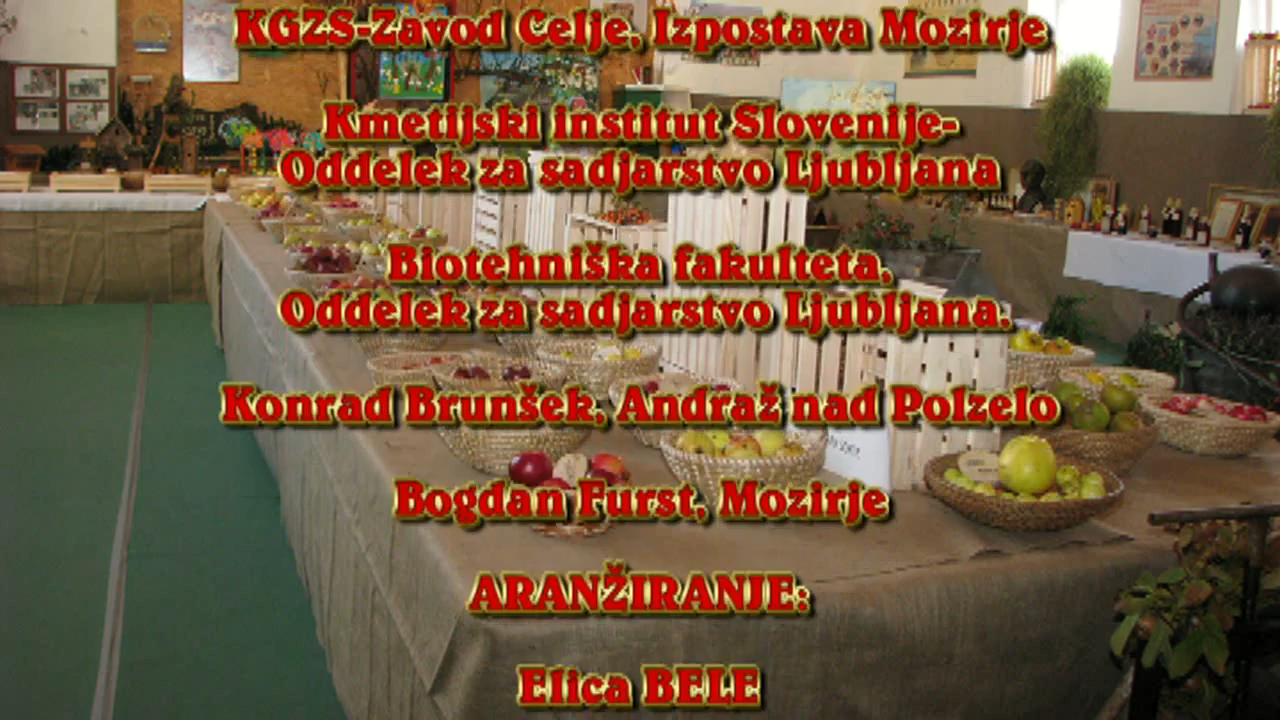 KGZS-Zavod Celje, Izpostava Mozirje
Kmetijski institut Slovenije-
Oddelek za sadjarstvo Ljubljana
Biotehniška fakulteta,
Oddelek za sadjarstvo Ljubljana.
Konrad Brunšek, Andraž nad Polzelo
Bogdan Furst, Mozirje
ARANŽIRANJE:
Elica BELE